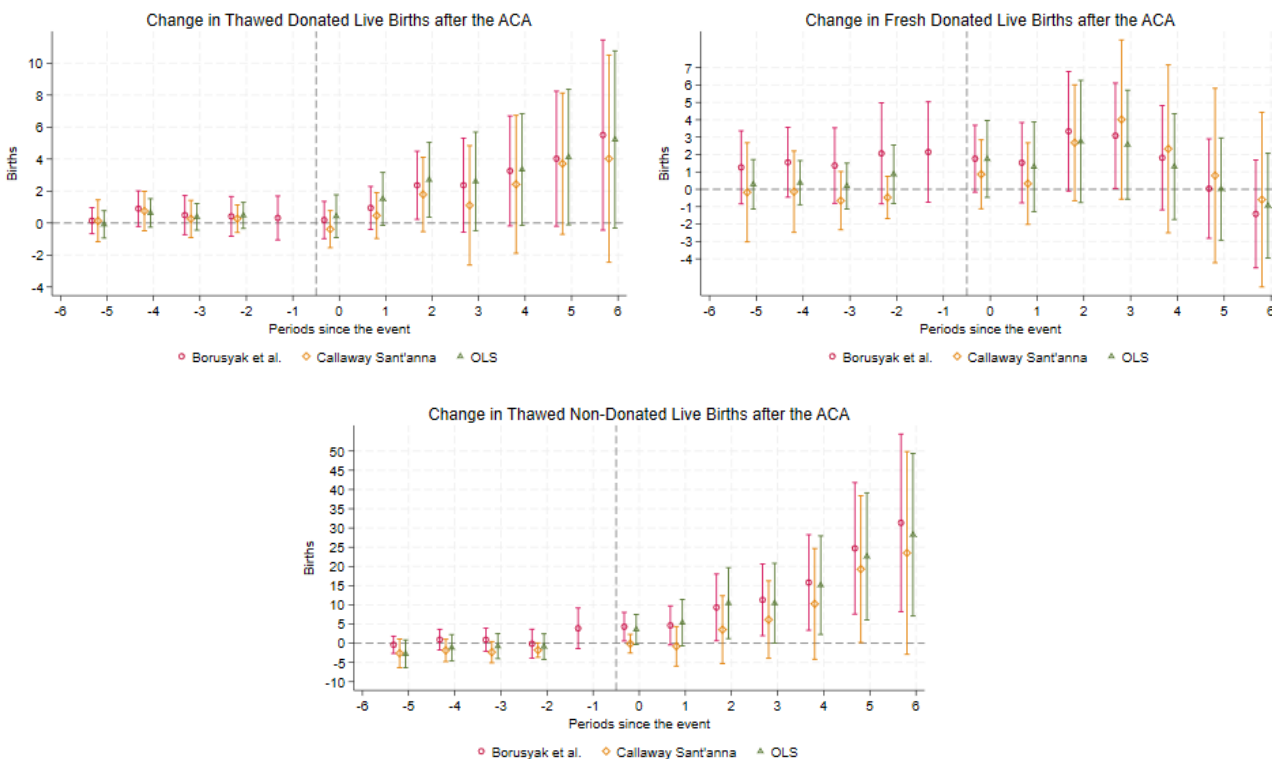 Change in Thawed Donated Live Births after the ACA
10
8
6
4
2
0
-2
-4
Births
-6 -5 -4 -3 -2 -1 0 1 2 3 4 5 6
Periods since the event
Borusyak et al. Callaway Sant'anna OLS
Change in Fresh Donated Live Births after the ACA
7
6
5
4
3
2
1
0
-1
-2
-3
-4
Births
-6 -5 -4 -3 -2 -1 0 1 2 3 4 5 6
Periods since the event
Borusyak et al. Callaway Sant'anna OLS
Change in Thawed Non-Donated Live Births after the ACA
50
45
40
35
30
25
20
15
10
5
0
-5
-10
Births
-6 -5 -4 -3 -2 -1 0 1 2 3 4 5 6
Periods since the event
Borusyak et al. Callaway Sant'anna OLS